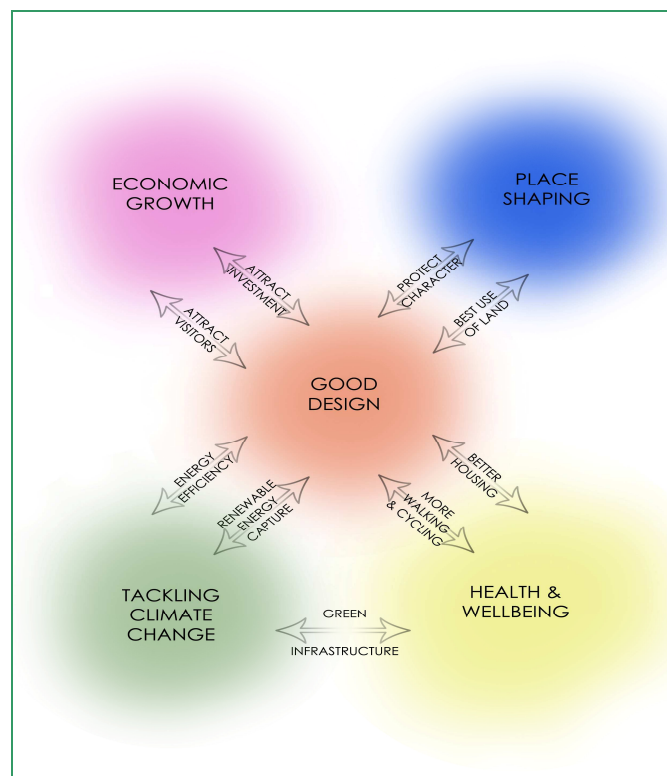 ECONOMIC
GROWTH
PLACE
SHAPING
ATTRACT
INVESTMENT
ATTRACT
VISITORS
PROTECT
CHARACTER
BEST USE
OF LAND
GOOD
DESIGN
ENERGY
EFFICIENCY
RENEWABLE
ENERGY
CAPTURE
BETTER
HOUSING
MORE
WALKING
& CYCLING
TACKLING
CLIMATE
CHANGE
GREEN
INFRASTRUCTURE
HEALTH &
WELLBEING